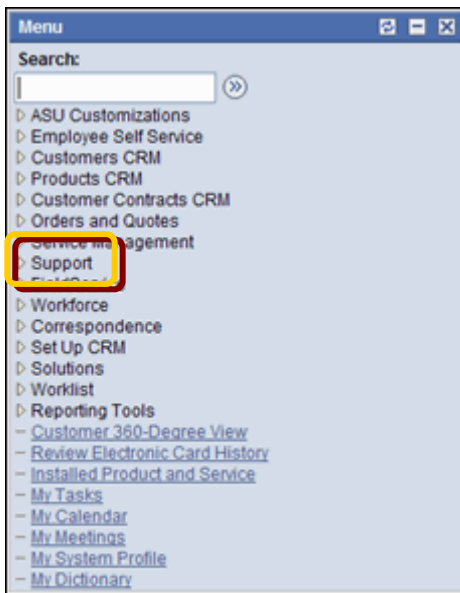 Menu
Search:
ASU Customizations
Employee Self Service
Customers CRM
Products CRM
Customer Contracts CRM
Orders and Quotes
Service Management
Support
FieldService
Workforce
Correspondence
Set Up CRM
Solutions
Worklist
Reporting Tools
Customer 360-Degree View
Review Electronic Card History
Installed Product and Service
My Tasks
My Calendar
My Meetings
My System Profile
My Dictionary